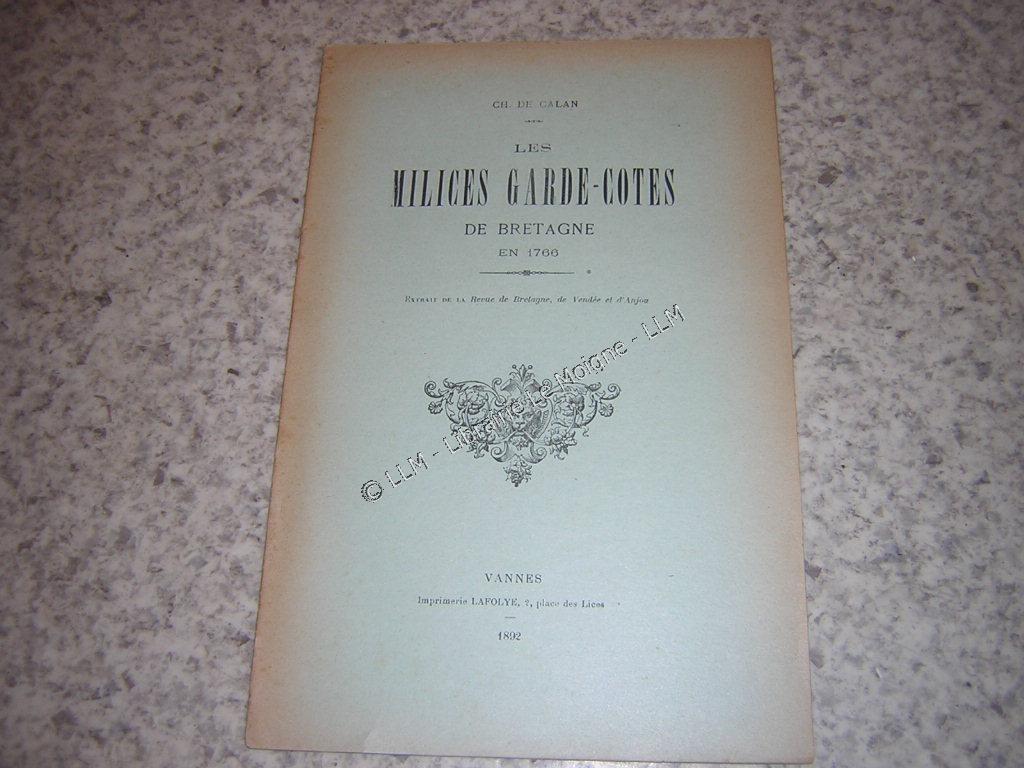 CH. DE CALAN
LES
MILICES GARDE-COTES
DE BRETAGNE
EN 1766
EXTRAIT DE LA Revue de Bretagne, de Vendée et d'Anjou
© LLM - Librairie Le Moigne - LLM
VANNES
Imprimerie LAFOLYE, 2, place des Lices
1892